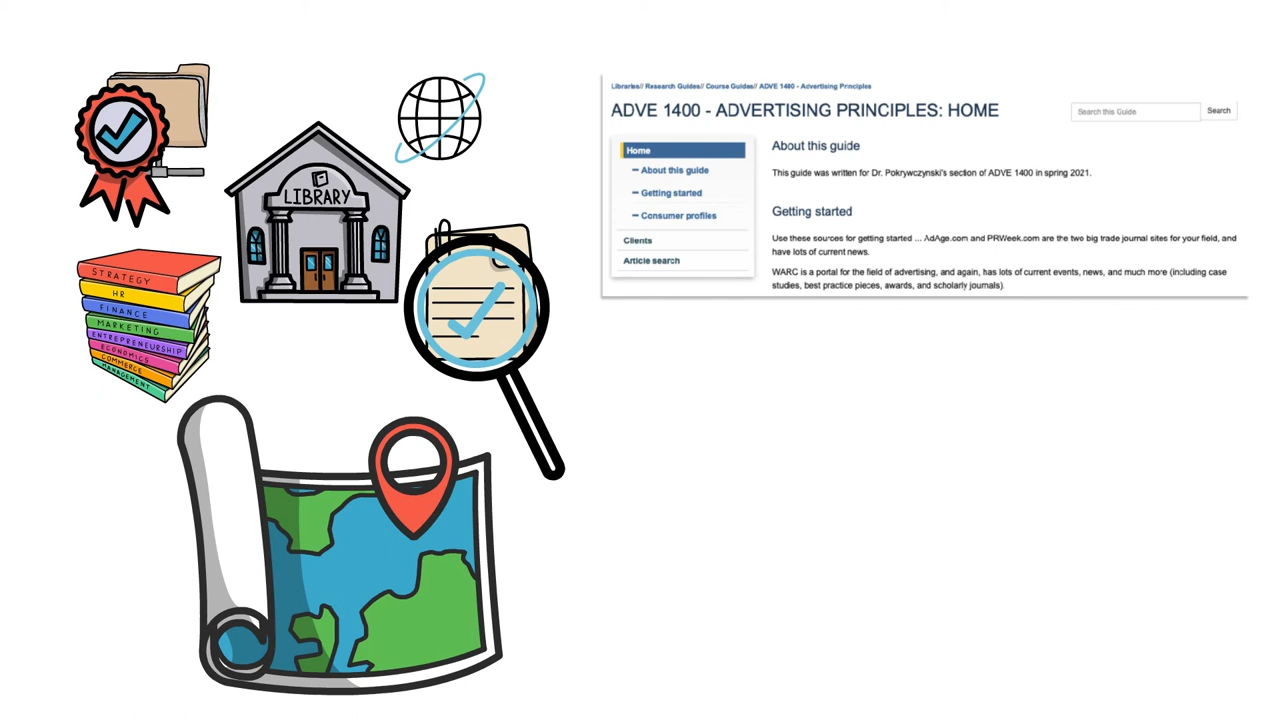 LIBRARY
STRATEGY
HR
FINANCE
MARKETING
ENTREPRENEURSHIP
ECONOMICS
COMMERCE
MANAGEMENT
Libraries// Research Guides// Course Guides// ADVE 1400 - Advertising Principles
ADVE 1400 - ADVERTISING PRINCIPLES: HOME
Search this Guide
Search
Home
About this guide
Getting started
Consumer profiles
Clients
Article search
About this guide
This guide was written for Dr. Pokrywczynski's section of ADVE 1400 in spring 2021.
Getting started
Use these sources for getting started ... AdAge.com and PRWeek.com are the two big trade journal sites for your field, and
have lots of current news.
WARC is a portal for the field of advertising, and again, has lots of current events, news, and much more (including case
studies, best practice pieces, awards, and scholarly journals).